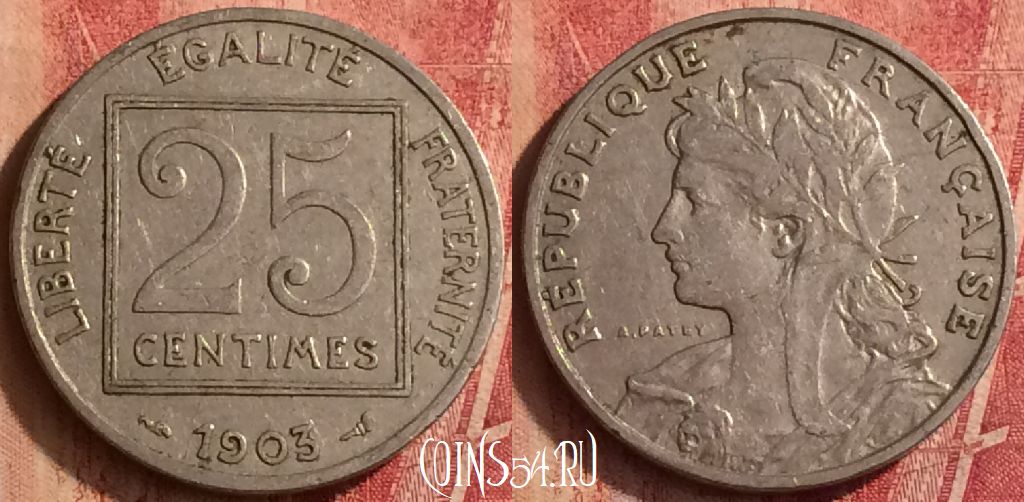 LIBERTÉ ÉGALITÉ FRATERNITÉ
25
CENTIMES
1903
RÉPUBLIQUE FRANÇAISE
A. PATEY
COINS54.RU